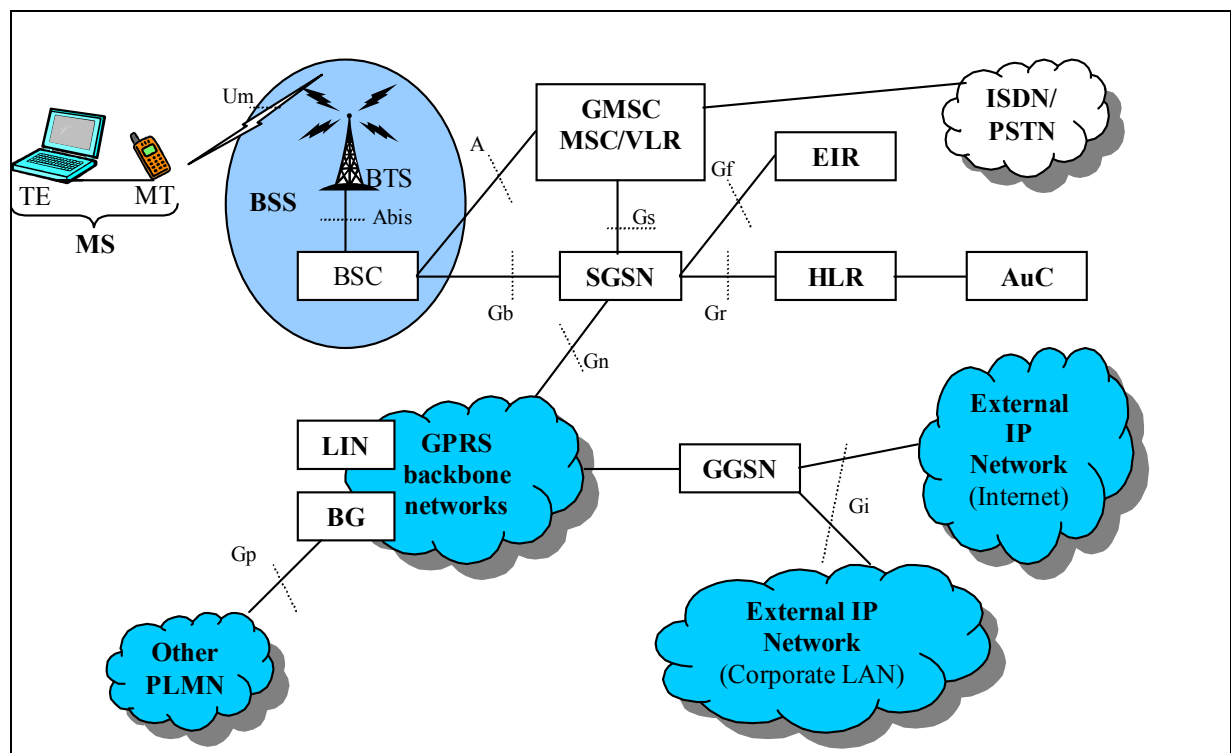 Um
GMSC
MSC/VLR
ISDN/
PSTN
A
EIR
Gf
BTS
TE
MT
BSS
MS
Abis
Gs
BSC
SGSN
HLR
AuC
Gb
Gr
Gn
LIN
GPRS
backbone
networks
BG
GGSN
External
IP
Network
(Internet)
Gi
Gp
Other
PLMN
External IP
Network
(Corporate LAN)